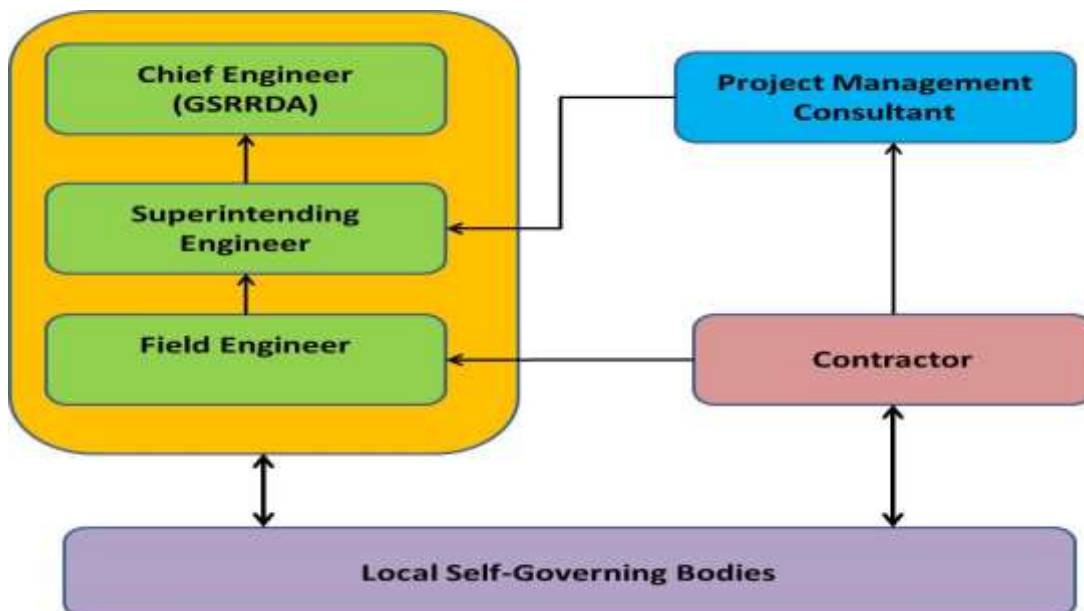 Chief Engineer
(GSRRDA)
Project Management
Consultant
Superintending
Engineer
Field Engineer
Contractor
Local Self-Governing Bodies